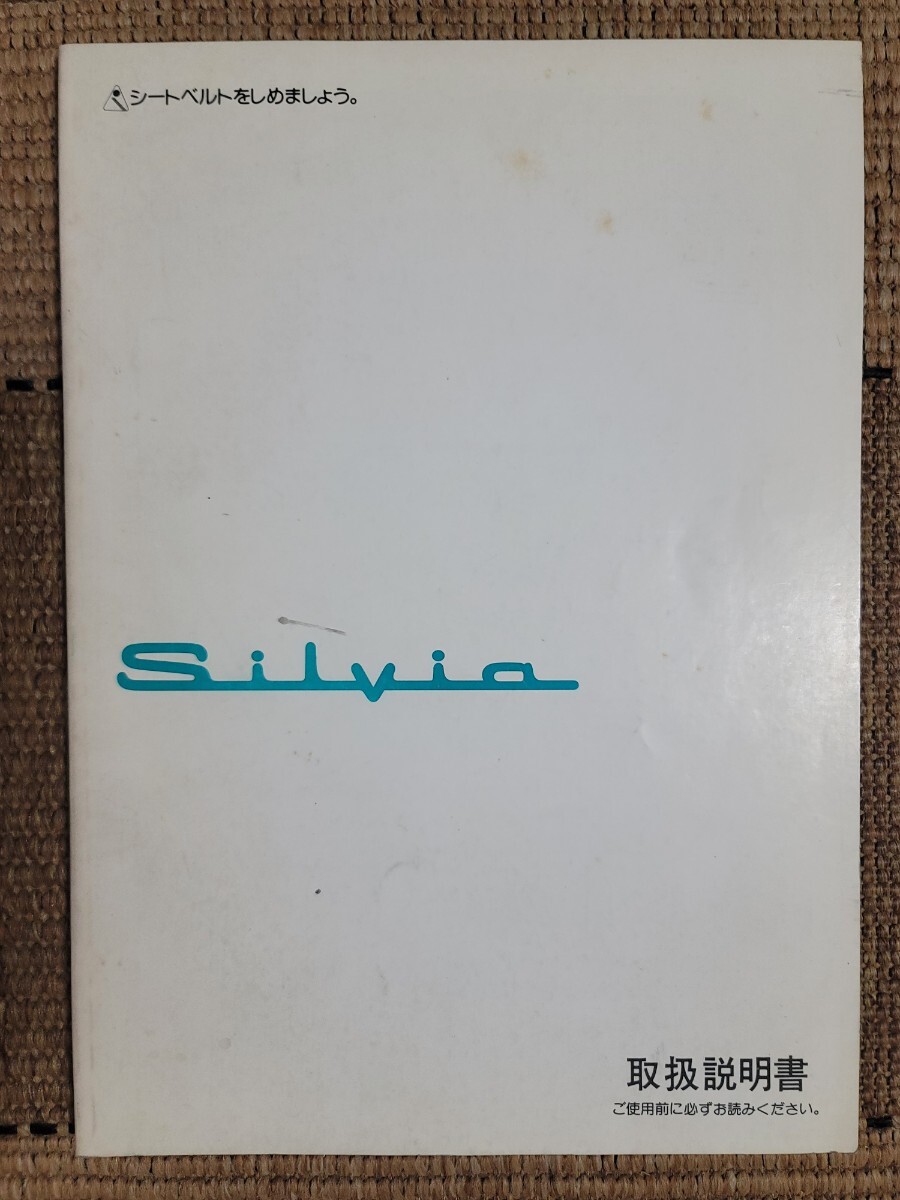 シートベルトをしめましょう。
Silvia
取扱説明書
ご使用前に必ずお読みください。